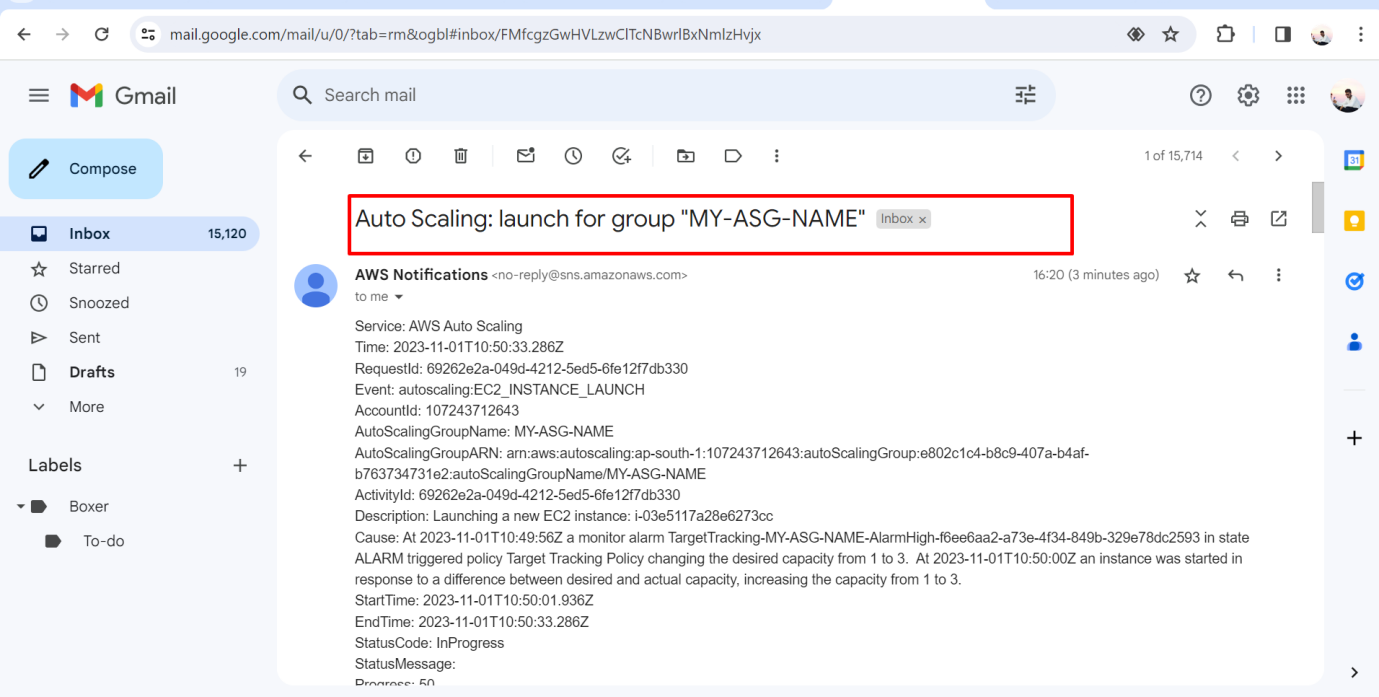 mail.google.com/mail/u/0/?tab=rm&ogbl#inbox/FMfcgzGwHVLzwClTcNBwrlBxNmlzHvjx
Gmail
Search mail
Compose
1 of 15,714
31
Auto Scaling: launch for group "MY-ASG-NAME" Inbox x
Inbox 15,120
Starred
Snoozed
Sent
Drafts 19
More
Labels
Boxer
To-do
AWS Notifications <no-reply@sns.amazonaws.com> 16:20 (3 minutes ago)
to me
Service: AWS Auto Scaling
Time: 2023-11-01T10:50:33.286Z
RequestId: 69262e2a-049d-4212-5ed5-6fe12f7db330
Event: autoscaling:EC2_INSTANCE_LAUNCH
AccountId: 107243712643
AutoScalingGroupName: MY-ASG-NAME
AutoScalingGroupARN: arn:aws:autoscaling:ap-south-1:107243712643:autoScalingGroup:e802c1c4-b8c9-407a-b4af-
b763734731e2:autoScalingGroupName/MY-ASG-NAME
ActivityId: 69262e2a-049d-4212-5ed5-6fe12f7db330
Description: Launching a new EC2 instance: i-03e5117a28e6273cc
Cause: At 2023-11-01T10:49:56Z a monitor alarm TargetTracking-MY-ASG-NAME-AlarmHigh-f6ee6aa2-a73e-4f34-849b-329e78dc2593 in state
ALARM triggered policy Target Tracking Policy changing the desired capacity from 1 to 3. At 2023-11-01T10:50:00Z an instance was started in
response to a difference between desired and actual capacity, increasing the capacity from 1 to 3.
StartTime: 2023-11-01T10:50:01.936Z
EndTime: 2023-11-01T10:50:33.286Z
StatusCode: InProgress
StatusMessage:
Progress: 50